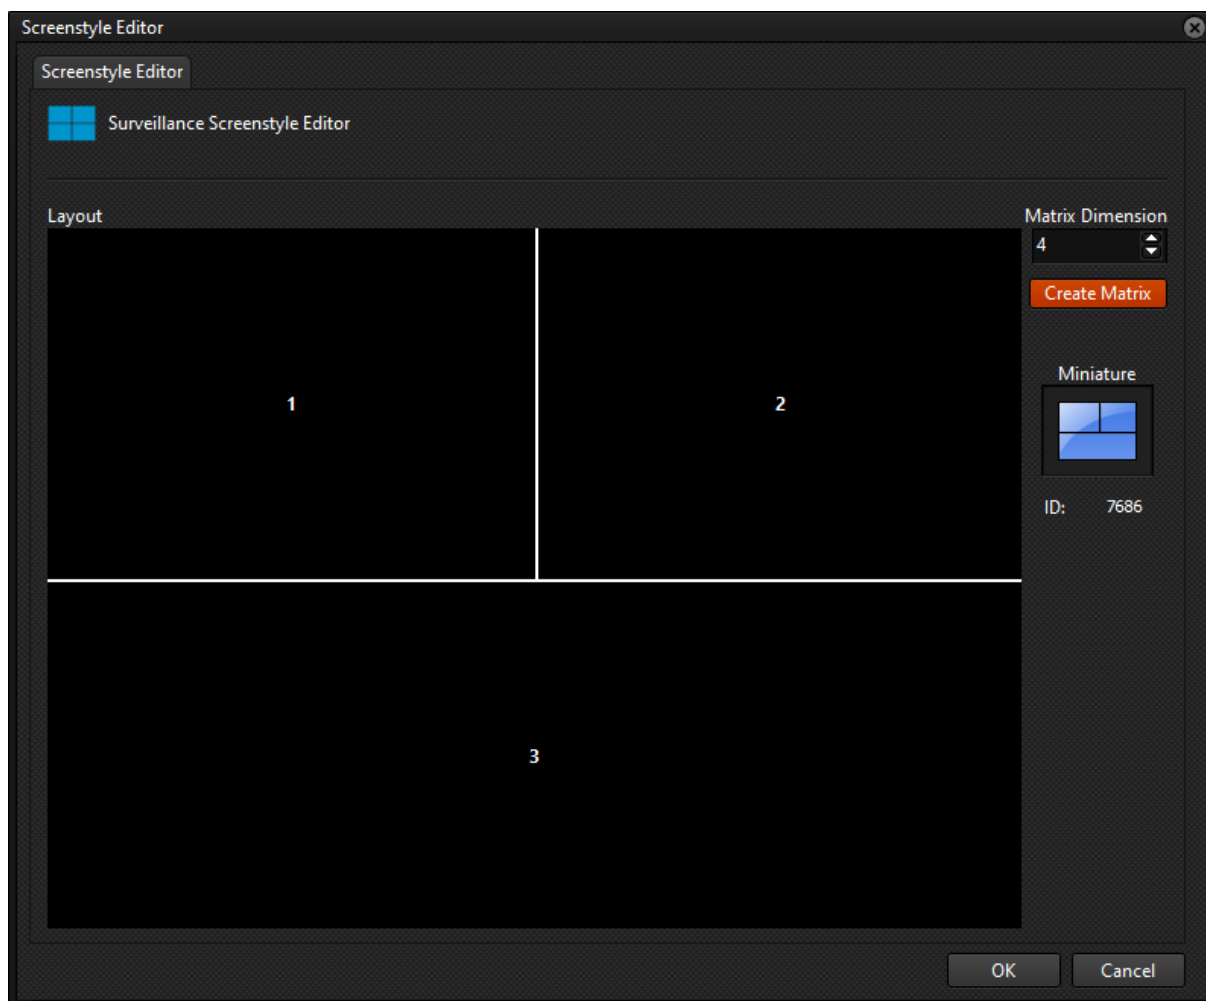 Screenstyle Editor
Screenstyle Editor
Surveillance Screenstyle Editor
Layout
Matrix Dimension
4
Create Matrix
1
2
Miniature
ID: 7686
3
OK Cancel